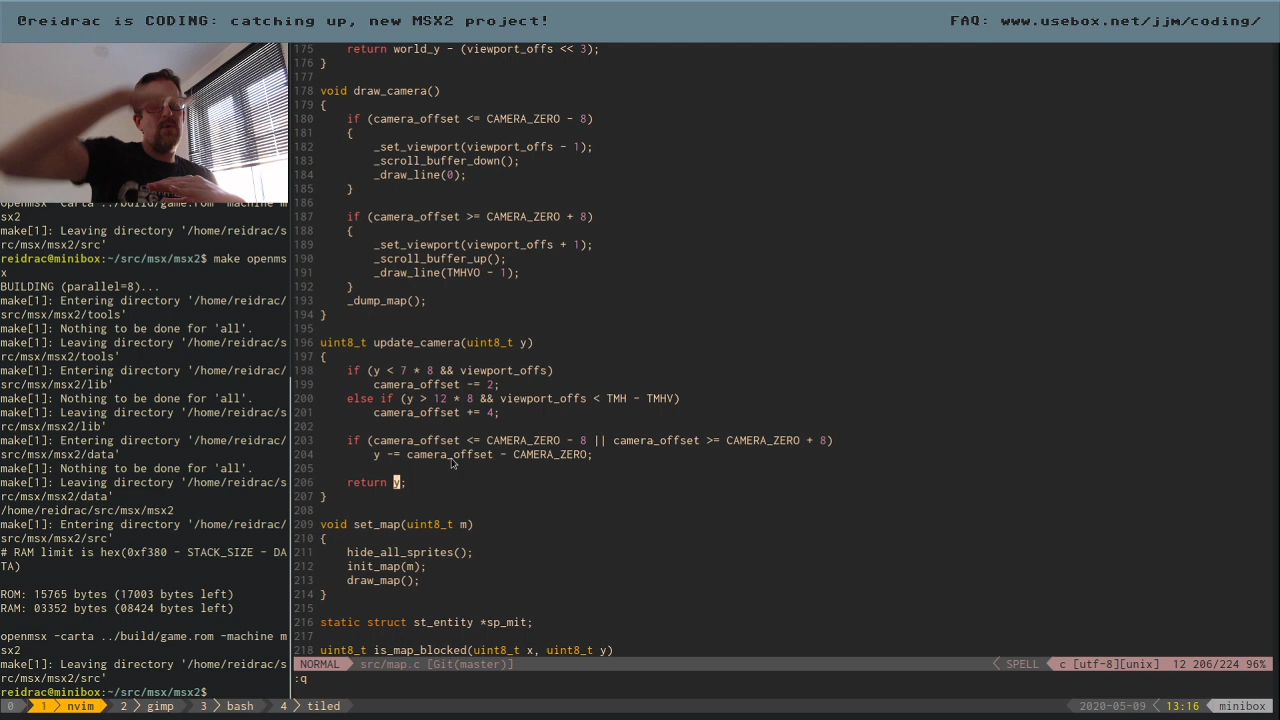 @reidrac is CODING: catching up, new MSX2 project!
FAQ: www.usebox.net/jjm/coding/
openmsx -carta ../build/game.rom -machine m
sx2
make[1]: Leaving directory '/home/reidrac/s
rc/msx/msx2/src'
reidrac@minibox:~/src/msx/msx2$ make openms
x
BUILDING (parallel=8)...
make[1]: Entering directory '/home/reidrac/
src/msx/msx2/tools'
make[1]: Nothing to be done for 'all'.
make[1]: Leaving directory '/home/reidrac/s
rc/msx/msx2/tools'
make[1]: Entering directory '/home/reidrac/
src/msx/msx2/lib'
make[1]: Nothing to be done for 'all'.
make[1]: Leaving directory '/home/reidrac/s
rc/msx/msx2/lib'
make[1]: Entering directory '/home/reidrac/
src/msx/msx2/data'
make[1]: Nothing to be done for 'all'.
make[1]: Leaving directory '/home/reidrac/s
rc/msx/msx2/data'
/home/reidrac/src/msx/msx2
make[1]: Entering directory '/home/reidrac/
src/msx/msx2/src'
# RAM limit is hex(0xf380 - STACK_SIZE - DA
TA)
ROM: 15765 bytes (17003 bytes left)
RAM: 03352 bytes (08424 bytes left)
openmsx -carta ../build/game.rom -machine m
sx2
make[1]: Leaving directory '/home/reidrac/s
rc/msx/msx2/src'
reidrac@minibox:~/src/msx/msx2$
175 return world_y - (viewport_offs << 3);
176 }
177
178 void draw_camera()
179 {
180 if (camera_offset <= CAMERA_ZERO - 8)
181 {
182 _set_viewport(viewport_offs - 1);
183 _scroll_buffer_down();
184 _draw_line(0);
185 }
186
187 if (camera_offset >= CAMERA_ZERO + 8)
188 {
189 _set_viewport(viewport_offs + 1);
190 _scroll_buffer_up();
191 _draw_line(TMHVO - 1);
192 }
193 _dump_map();
194 }
195
196 uint8_t update_camera(uint8_t y)
197 {
198 if (y < 7 * 8 && viewport_offs)
199 camera_offset -= 2;
200 else if (y > 12 * 8 && viewport_offs < TMH - TMHV)
201 camera_offset += 4;
202
203 if (camera_offset <= CAMERA_ZERO - 8 || camera_offset >= CAMERA_ZERO + 8)
204 y -= camera_offset - CAMERA_ZERO;
205
206 return y;
207 }
208
209 void set_map(uint8_t m)
210 {
211 hide_all_sprites();
212 init_map(m);
213 draw_map();
214 }
215
216 static struct st_entity *sp_mit;
217
218 uint8_t is_map_blocked(uint8_t x, uint8_t y)
NORMAL src/map.c [Git(master)] SPELL c [utf-8][unix] 12 206/224 96%
:q
0 1 nvim 2 gimp 3 bash 4 tiled 2020-05-09 13:16 minibox